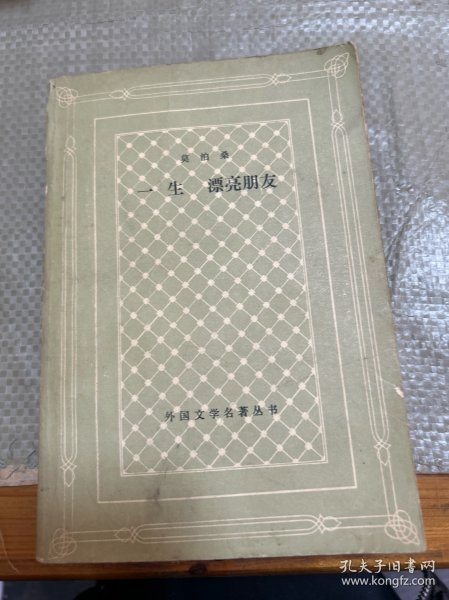 莫泊桑
一生 漂亮朋友
外国文学名著丛书
孔夫子旧书网
www.kongfz.com